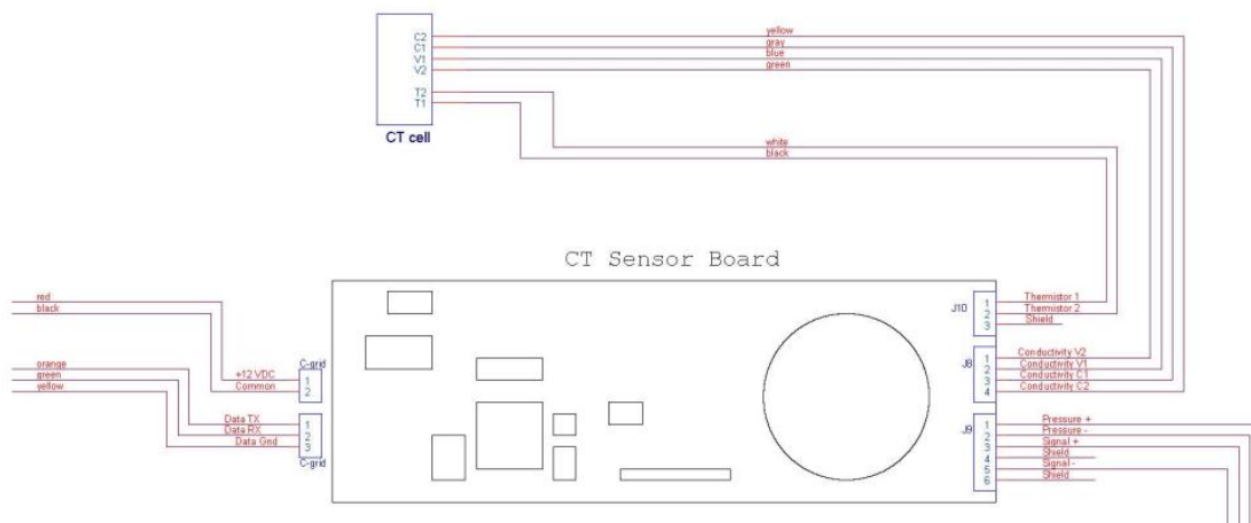 yellow
C2
gray
C1
blue
V1
green
V2
T2
T1
CT cell
white
black
CT Sensor Board
red
black
orange
green
yellow
C-grid
+12 VDC 1
Common 2
Data TX 1
Data RX 2
Data Gnd 3
C-grid
J10
1 Thermistor 1
2 Thermistor 2
3 Shield
J8
1 Conductivity V2
2 Conductivity V1
3 Conductivity C1
4 Conductivity C2
J9
1 Pressure +
2 Pressure -
3 Signal +
4 Shield
5 Signal -
6 Shield